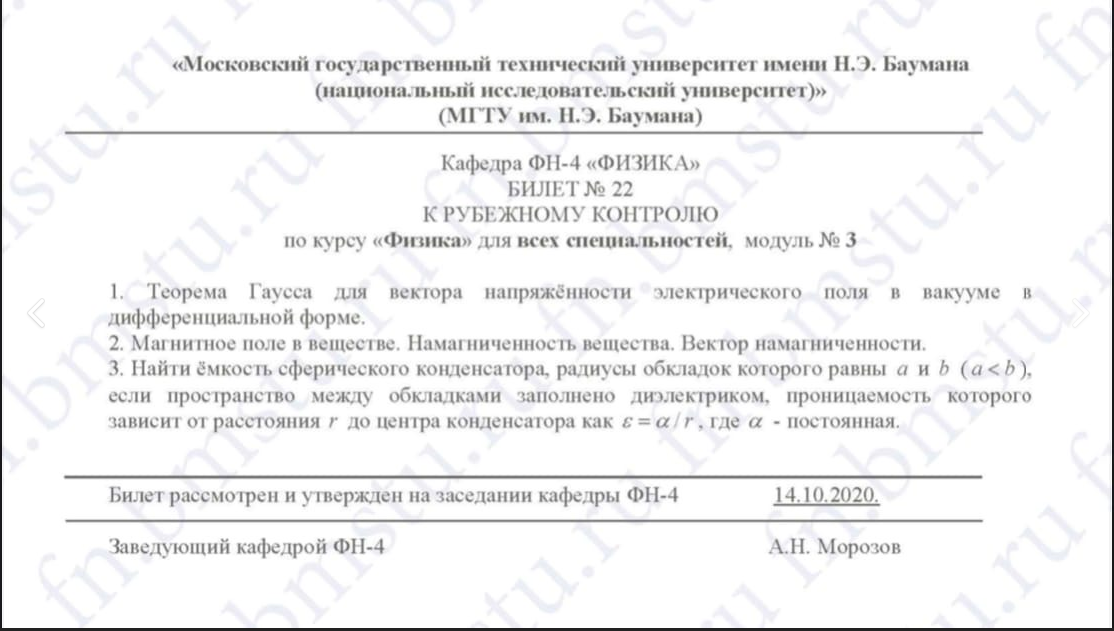 «Московский государственный технический университет имени Н.Э. Баумана
(национальный исследовательский университет)»
(МГТУ им. Н.Э. Баумана)
Кафедра ФН-4 «ФИЗИКА»
БИЛЕТ № 22
К РУБЕЖНОМУ КОНТРОЛЮ
по курсу «Физика» для всех специальностей, модуль № 3
1. Теорема Гаусса для вектора напряжённости электрического поля в вакууме в
дифференциальной форме.
2. Магнитное поле в веществе. Намагниченность вещества. Вектор намагниченности.
3. Найти ёмкость сферического конденсатора, радиусы обкладок которого равны a и b (a<b),
если пространство между обкладками заполнено диэлектриком, проницаемость которого
зависит от расстояния r до центра конденсатора как ε=α/r, где α - постоянная.
Билет рассмотрен и утвержден на заседании кафедры ФН-4 14.10.2020.
Заведующий кафедрой ФН-4 А.Н. Морозов
fn.bmstu.ru